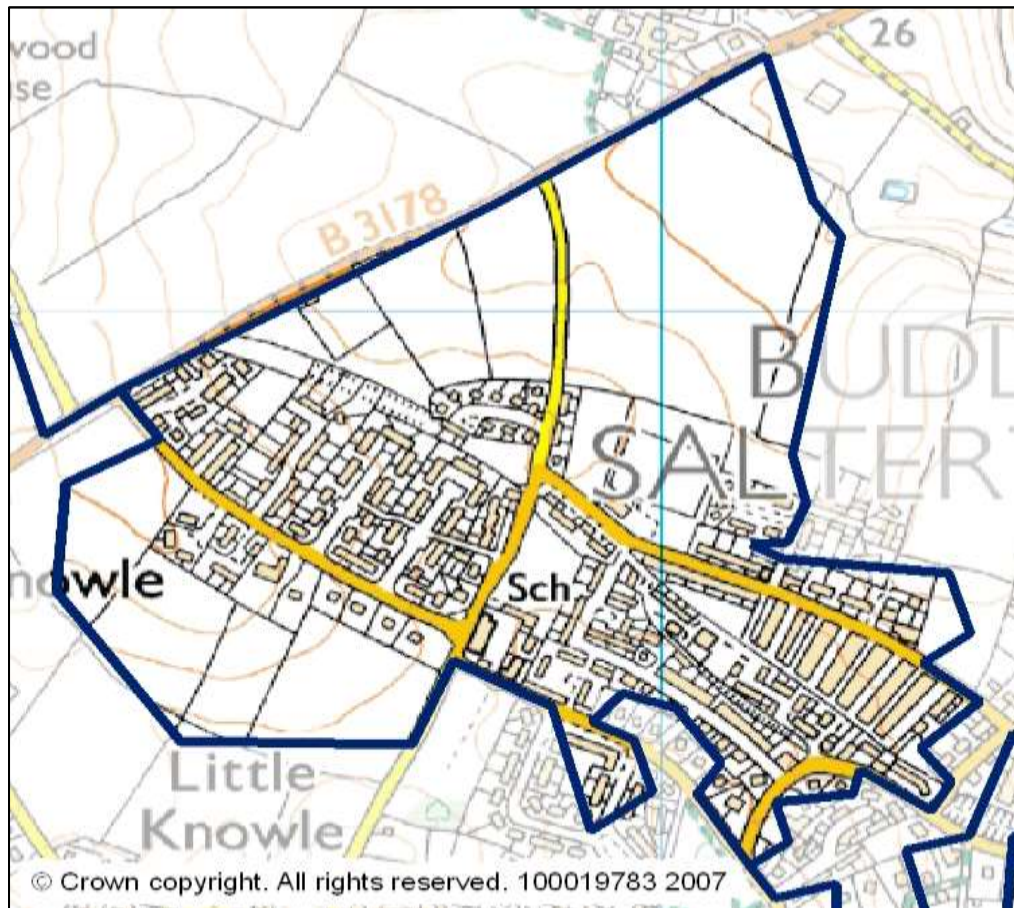 wood
se
26
B 3178
BUDL
SALTERT
nowle
Sch
Little
Knowle
© Crown copyright. All rights reserved. 100019783 2007